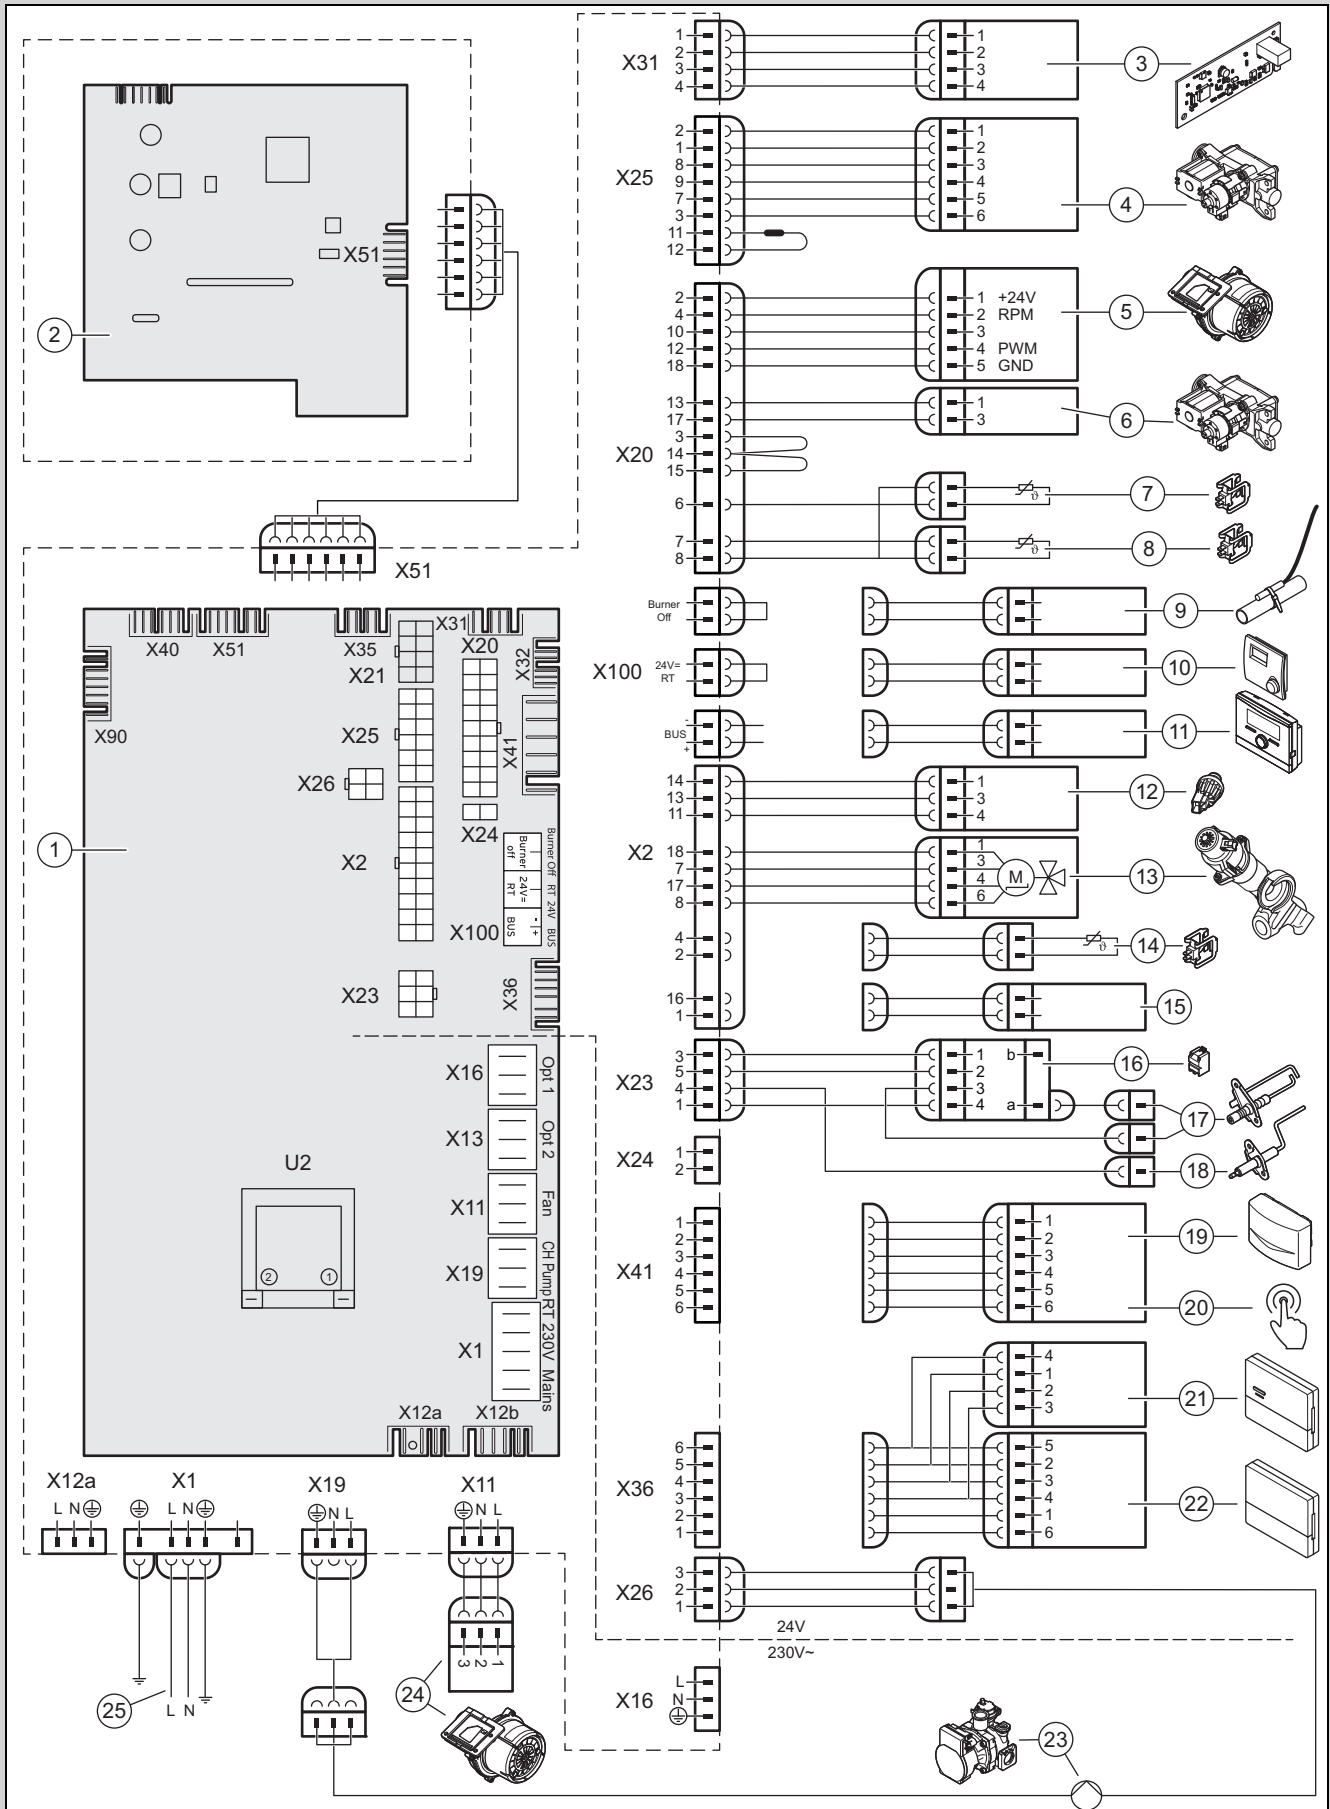 X31
1 1
2 2
3 3
4 4
3
X25
2 1
1 2
8 3
9 4
7 5
3 6
11
12
4
X51
2
X20
2 1 +24V
4 2 RPM
10 3
12 4 PWM
18 5 GND
5
13 1
17 3
6
3
14
15
6
7
7
8
8
X51
Burner
Off
9
X100
24V=
RT
10
-
BUS
+
11
X40
X51
X35
X31
X21
X20
X32
X90
X25
X41
X26
X24
X2
Burner Off RT 24V BUS
Burner
off
24V=
RT
- +
BUS
X100
X23
X36
1
X16
Opt 1
X13
Opt 2
X11
Fan
X19
CH Pump
X1
RT 230V Mains
U2
2
1
X12a
X12b
X2
14 1
13 3
11 4
12
18 1
7 3
17 4
8 6
M
13
4
2
ϑ
14
16
1
15
X23
3 1 b
5 2
4 3
1 4 a
16
17
18
X24
1
2
X41
1 1
2 2
3 3
4 4
5 5
6 6
19
20
4
1
2
3
21
X36
6 5
5 2
4 3
3 4
2 1
1 6
22
X26
3
2
1
24V
230V~
X16
L
N
X12a
L N
X1
L N
25
L N
X19
N L
X11
N L
3 2 1
24
23